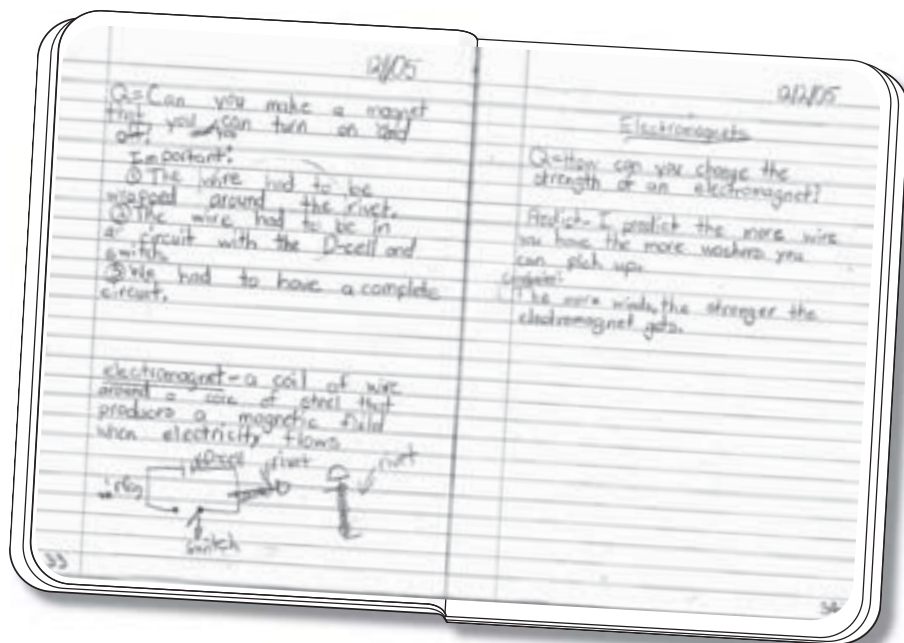 12/1/05
Q=Can you make a magnet
that you can turn on and
off?
Important:
① The wire had to be
wrapped around the rivet.
② The wire had to be in
a circuit with the D-cell and
switch
③ We had to have a complete
circuit.
electromagnet - a coil of wire
around a core of steel that
produces a magnetic field
when electricity flows
D-cell
rivet
rivet
switch
33
12/2/05
Electromagnets
Q=How can you change the
strength of an electromagnet?
Predict- I predict the more wire
you have the more washers you
can pick up.
The more winds, the stronger the
electromagnet gets.
34